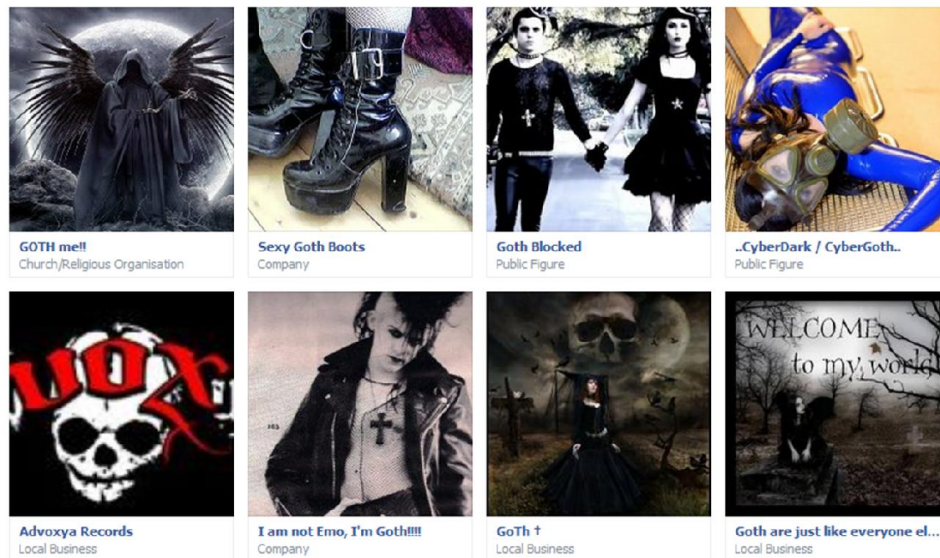 GOTH me!!
Church/Religious Organisation
Sexy Goth Boots
Company
Goth Blocked
Public Figure
..CyberDark / CyberGoth..
Public Figure
VOX
Advoxya Records
Local Business
I am not Emo, I'm Goth!!!!
Company
GoTh †
Local Business
WELCOME
to my world
Goth are just like everyone el...
Local Business